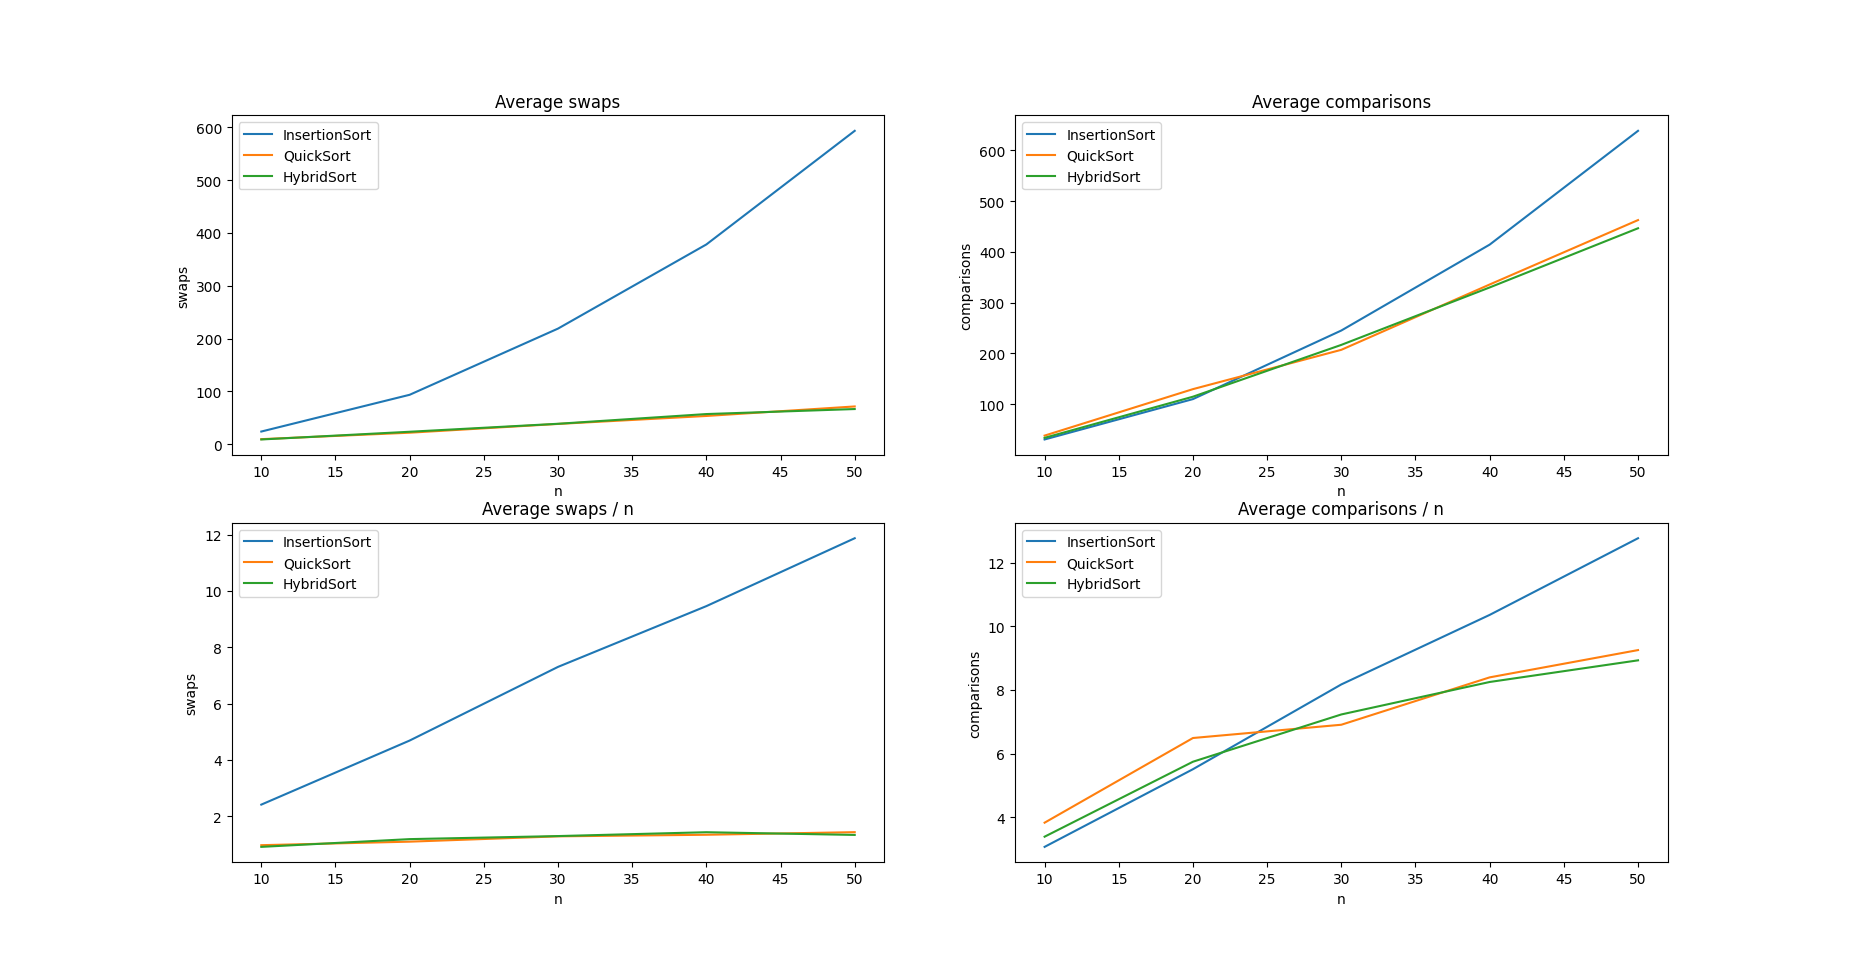 Average swaps
600
500
400
300
200
100
0
swaps
InsertionSort
QuickSort
HybridSort
10 15 20 25 30 35 40 45 50
n
Average comparisons
600
500
400
300
200
100
comparisons
InsertionSort
QuickSort
HybridSort
10 15 20 25 30 35 40 45 50
n
Average swaps / n
12
10
8
6
4
2
swaps
InsertionSort
QuickSort
HybridSort
10 15 20 25 30 35 40 45 50
n
Average comparisons / n
12
10
8
6
4
comparisons
InsertionSort
QuickSort
HybridSort
10 15 20 25 30 35 40 45 50
n